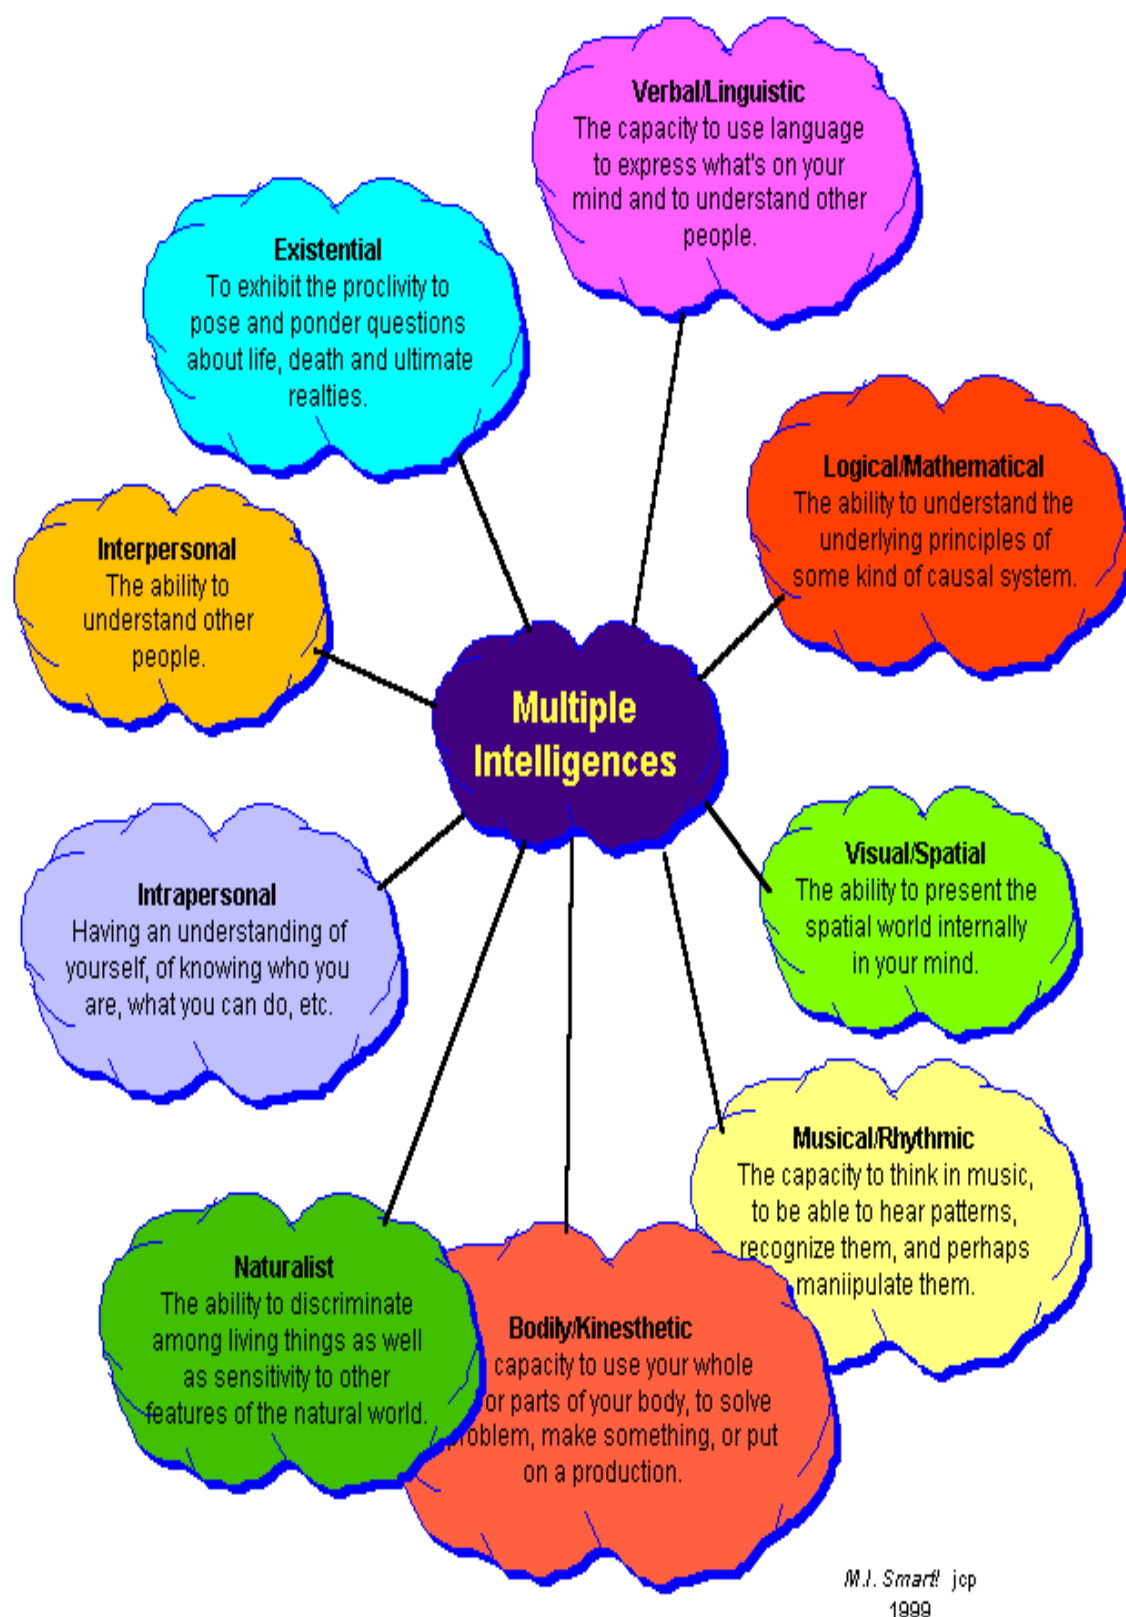 Verbal/Linguistic
The capacity to use language
to express what's on your
mind and to understand other
people.
Existential
To exhibit the proclivity to
pose and ponder questions
about life, death and ultimate
realties.
Logical/Mathematical
The ability to understand the
underlying principles of
some kind of causal system.
Interpersonal
The ability to
understand other
people.
Multiple
Intelligences
Visual/Spatial
The ability to present the
spatial world internally
in your mind.
Intrapersonal
Having an understanding of
yourself, of knowing who you
are, what you can do, etc.
Musical/Rhythmic
The capacity to think in music,
to be able to hear patterns,
recognize them, and perhaps
maniipulate them.
Naturalist
The ability to discriminate
among living things as well
as sensitivity to other
features of the natural world.
Bodily/Kinesthetic
capacity to use your whole
or parts of your body, to solve
problem, make something, or put
on a production.
M.I. Smart! jcp
1999